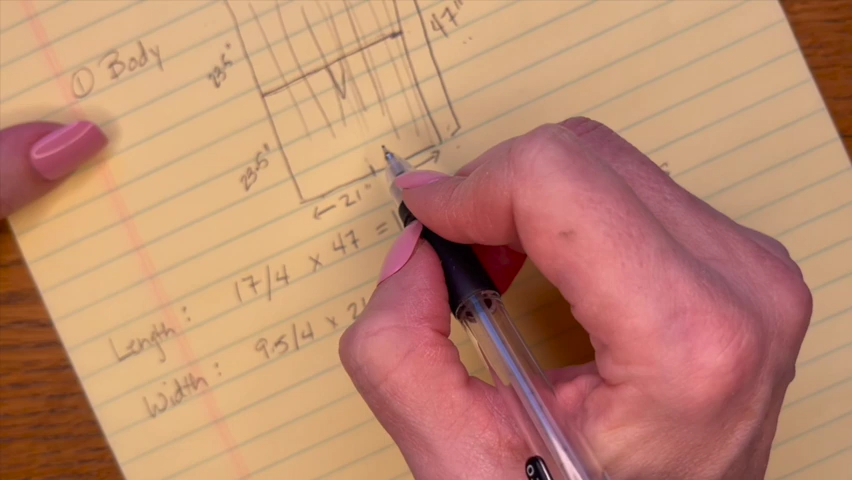 ① Body
23.5"
47"
23.5"
← 21" →
Length: 17/4 × 47 =
Width: 9.5/4 × 21